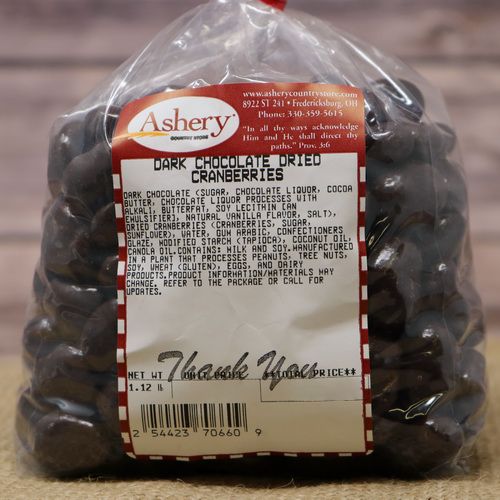 Ashery
COUNTRY STORE
www.asherycountrystore.com
8922 ST 241 • Fredericksburg, OH
Phone: 330-359-5615
"In all thy ways acknowledge
Him and He shall direct thy
paths." Prov. 3:6
DARK CHOCOLATE DRIED
CRANBERRIES
DARK CHOCOLATE (SUGAR, CHOCOLATE LIQUOR, COCOA
BUTTER, CHOCOLATE LIQUOR PROCESSES WITH
ALKALI, BUTTERFAT, SOY LECITHIN (AN
EMULSIFIER), NATURAL VANILLA FLAVOR, SALT),
DRIED CRANBERRIES (CRANBERRIES, SUGAR,
SUNFLOWER), WATER, GUM ARABIC, CONFECTIONERS
GLAZE, MODIFIED STARCH (TAPIOCA), COCONUT OIL,
CANOLA OIL.CONTAINS MILK AND SOY.MANUFACTURED
IN A PLANT THAT PROCESSES PEANUTS, TREE NUTS,
SOY, WHEAT (GLUTEN), EGGS, AND DAIRY
PRODUCTS.PRODUCT INFORMATION/MATERIALS MAY
CHANGE. REFER TO THE PACKAGE OR CALL FOR
UPDATES.
Thank You
NET WT UNIT PRICE **TOTAL PRICE**
1.12 lb
2 54423 70660 9